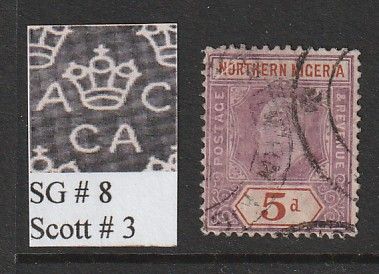 A C
CA
SG # 8
Scott # 3
NORTHERN NIGERIA
POSTAGE
& REVENUE
5d